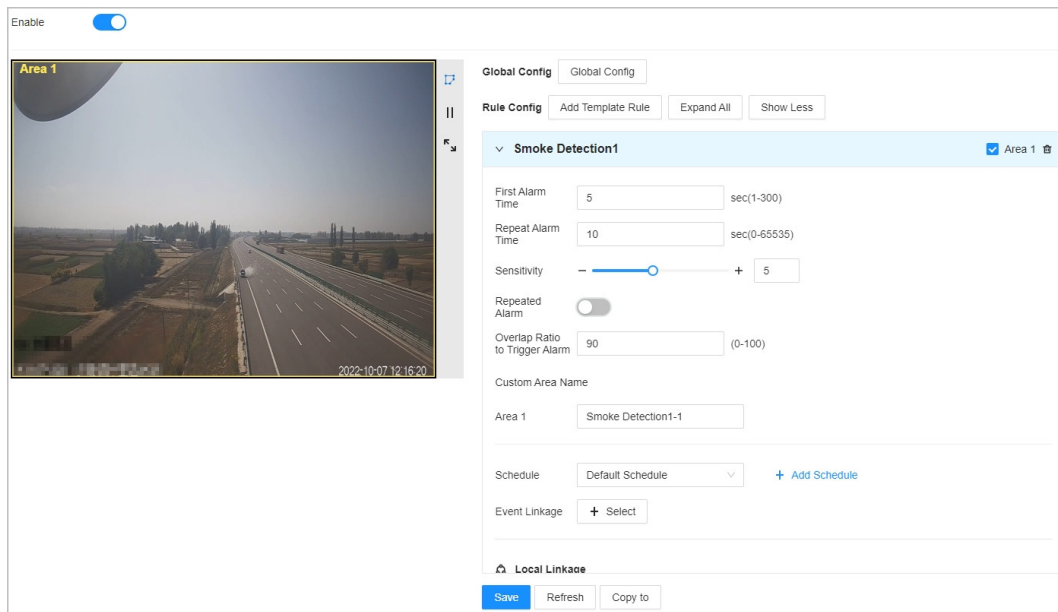 Enable
Area 1
2022-10-07 12:16:20
Global Config Global Config
Rule Config Add Template Rule Expand All Show Less
Smoke Detection1 Area 1
First Alarm
Time
5 sec(1-300)
Repeat Alarm
Time
10 sec(0-65535)
Sensitivity − + 5
Repeated
Alarm
Overlap Ratio
to Trigger Alarm
90 (0-100)
Custom Area Name
Area 1 Smoke Detection1-1
Schedule Default Schedule + Add Schedule
Event Linkage + Select
Local Linkage
Save Refresh Copy to